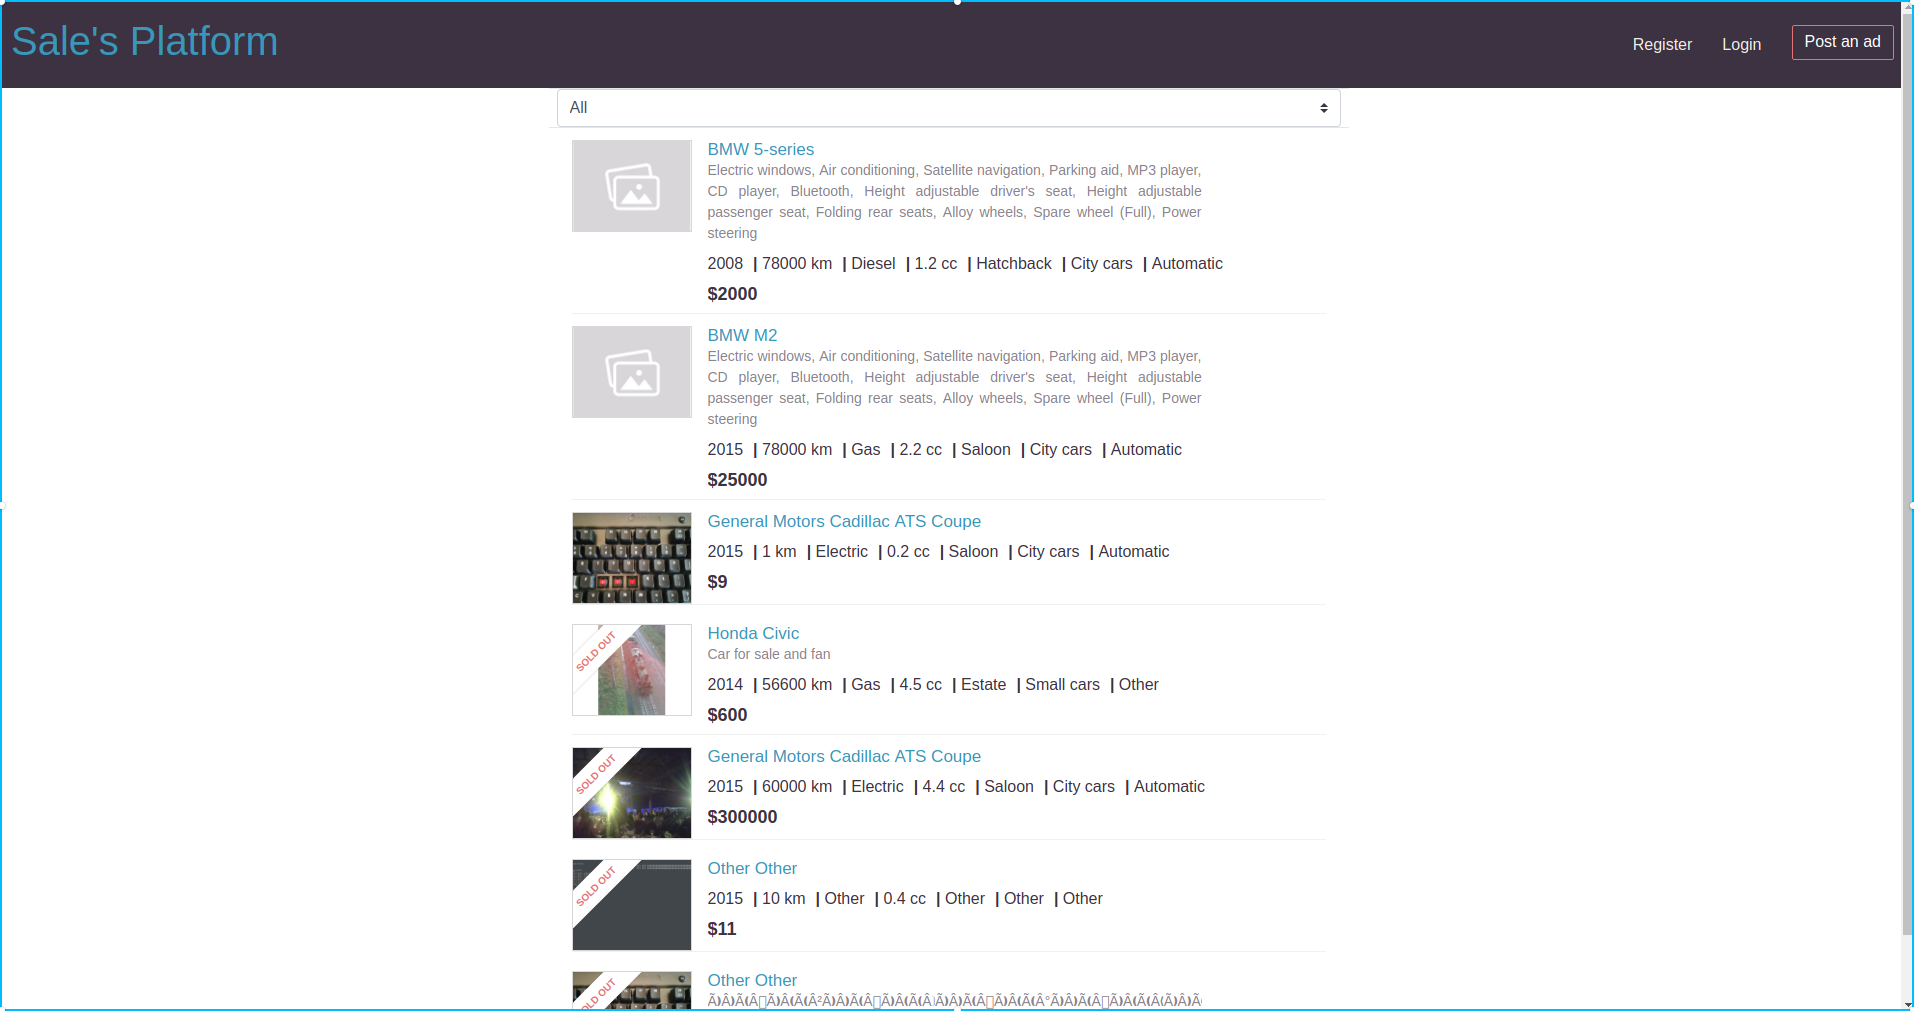 Sale's Platform
Register Login Post an ad
All
BMW 5-series
Electric windows, Air conditioning, Satellite navigation, Parking aid, MP3 player,
CD player, Bluetooth, Height adjustable driver's seat, Height adjustable
passenger seat, Folding rear seats, Alloy wheels, Spare wheel (Full), Power
steering
2008 | 78000 km | Diesel | 1.2 cc | Hatchback | City cars | Automatic
$2000
BMW M2
Electric windows, Air conditioning, Satellite navigation, Parking aid, MP3 player,
CD player, Bluetooth, Height adjustable driver's seat, Height adjustable
passenger seat, Folding rear seats, Alloy wheels, Spare wheel (Full), Power
steering
2015 | 78000 km | Gas | 2.2 cc | Saloon | City cars | Automatic
$25000
General Motors Cadillac ATS Coupe
2015 | 1 km | Electric | 0.2 cc | Saloon | City cars | Automatic
$9
SOLD OUT
Honda Civic
Car for sale and fan
2014 | 56600 km | Gas | 4.5 cc | Estate | Small cars | Other
$600
SOLD OUT
General Motors Cadillac ATS Coupe
2015 | 60000 km | Electric | 4.4 cc | Saloon | City cars | Automatic
$300000
SOLD OUT
Other Other
2015 | 10 km | Other | 0.4 cc | Other | Other | Other
$11
OLD OUT
Other Other